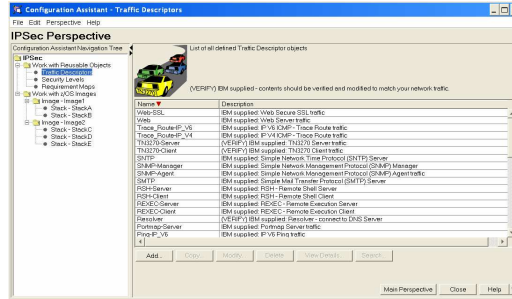 Configuration Assistant - Traffic Descriptors
File Edit Perspective Help
IPSec Perspective
Configuration Assistant Navigation Tree
IPSec
Work with Reusable Objects
Traffic Descriptors
Security Levels
Requirement Maps
Work with z/OS Images
Image - Image1
Stack - StackA
Stack - StackB
Image - Image2
Stack - StackC
Stack - StackD
Stack - StackE
List of all defined Traffic Descriptor objects
(VERIFY) IBM supplied - contents should be verified and modified to match your network traffic.
Name Description
Web-SSL IBM supplied: Web Secure SSL traffic
Web IBM supplied: Web Server traffic
Trace_Route-IP_V6 IBM supplied: IP V6 ICMP - Trace Route traffic
Trace_Route-IP_V4 IBM supplied: IP V4 ICMP - Trace Route traffic
TN3270-Server (VERIFY) IBM supplied: TN3270 Server traffic
TN3270-Client (VERIFY) IBM supplied: TN3270 Client traffic
SNTP IBM supplied: Simple Network Time Protocol (SNTP) Server
SNMP-Manager IBM supplied: Simple Network Management Protocol (SNMP) Manager
SNMP-Agent IBM supplied: Simple Network Management Protocol (SNMP) Agent traffic
SMTP IBM supplied: Simple Mail Transfer Protocol (SMTP) Server
RSH-Server IBM supplied: RSH - Remote Shell Server
RSH-Client IBM supplied: RSH - Remote Shell Client
REXEC-Server IBM supplied: REXEC - Remote Execution Server
REXEC-Client IBM supplied: REXEC - Remote Execution Client
Resolver (VERIFY) IBM supplied: Resolver - connect to DNS Server
Portmap-Server IBM supplied: Portmap Server traffic
Ping-IP_V6 IBM supplied: IP V6 Ping traffic
Add... Copy... Modify... Delete View Details... Search...
Main Perspective Close Help